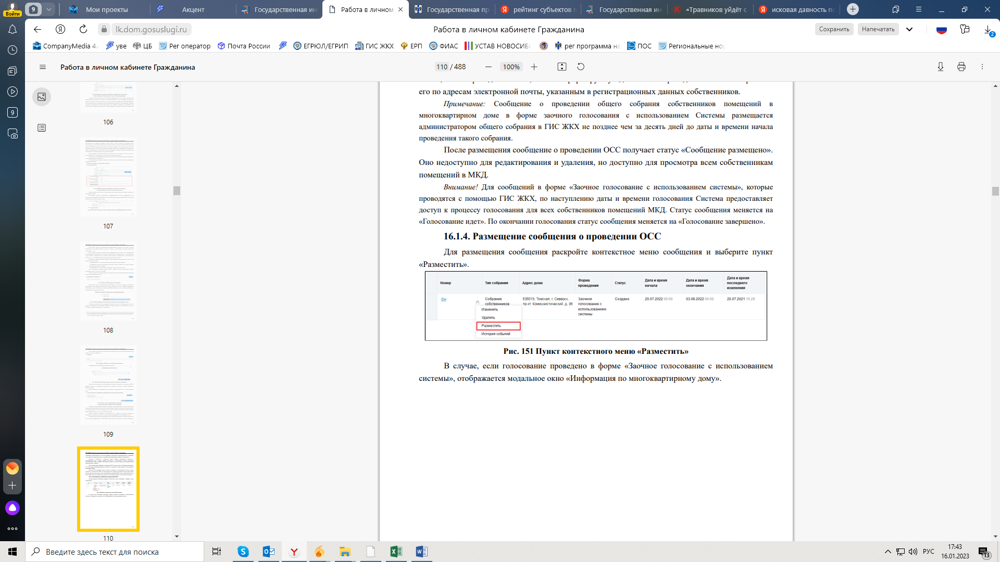 Войти
9
Мои проекты
Акцент
Государственная ин
Работа в личном
Государственная пр
рейтинг субъектов п
Государственная ин
«Травников уйдёт с
исковая давность по
lk.dom.gosuslugi.ru
Работа в личном кабинете Гражданина
Сохранить
Напечатать
2
CompanyMedia 4.
уве
ЦБ
Рег оператор
Почта России
ЕГРЮЛ/ЕГРИП
ГИС ЖКХ
ЕРП
ФИАС
УСТАВ НОВОСИБИ
рег программа на
ПОС
Региональные нор
Работа в личном кабинете Гражданина
110 / 488
100%
9
106
107
108
109
110
его по адресам электронной почты, указанным в регистрационных данных собственников.
Примечание: Сообщение о проведении общего собрания собственников помещений в
многоквартирном доме в форме заочного голосования с использованием Системы размещается
администратором общего собрания в ГИС ЖКХ не позднее чем за десять дней до даты и времени начала
проведения такого собрания.
После размещения сообщение о проведении ОСС получает статус «Сообщение размещено».
Оно недоступно для редактирования и удаления, но доступно для просмотра всем собственникам
помещений в МКД.
Внимание! Для сообщений в форме «Заочное голосование с использованием системы», которые
проводятся с помощью ГИС ЖКХ, по наступлению даты и времени голосования Система предоставляет
доступ к процессу голосования для всех собственников помещений МКД. Статус сообщения меняется на
«Голосование идет». По окончании голосования статус сообщения меняется на «Голосование завершено».
16.1.4. Размещение сообщения о проведении ОСС
Для размещения сообщения раскройте контекстное меню сообщения и выберите пункт
«Разместить».
Номер
Тип собрания
Адрес дома
Форма
проведения
Статус
Дата и время
начала
Дата и время
окончания
Дата и время
последнего
изменения
б/н
Собрание
собственников
636019, Томская, г. Северск,
пр-кт. Коммунистический, д. 96
Заочное
голосование с
использованием
системы
Создано
20.07.2022 00:00
03.08.2022 00:00
20.07.2021 15:29
Изменить
Удалить
Разместить
История событий
Рис. 151 Пункт контекстного меню «Разместить»
В случае, если голосование проведено в форме «Заочное голосование с использованием
системы», отображается модальное окно «Информация по многоквартирному дому».
Введите здесь текст для поиска
РУС
17:43
16.01.2023
13